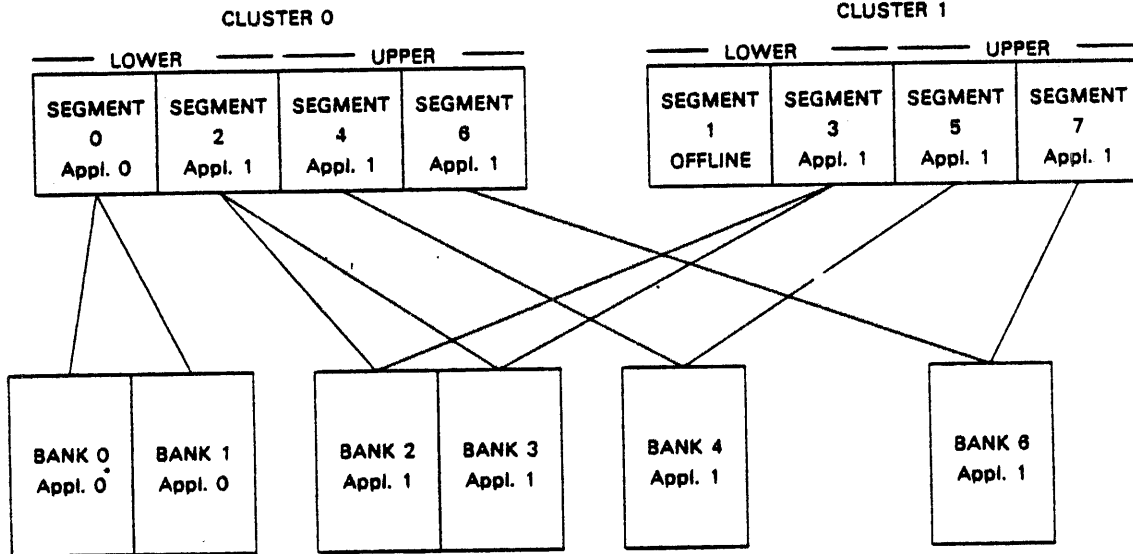 CLUSTER 0
CLUSTER 1
LOWER
UPPER
LOWER
UPPER
SEGMENT
0
Appl. 0
SEGMENT
2
Appl. 1
SEGMENT
4
Appl. 1
SEGMENT
6
Appl. 1
SEGMENT
1
OFFLINE
SEGMENT
3
Appl. 1
SEGMENT
5
Appl. 1
SEGMENT
7
Appl. 1
BANK 0
Appl. 0
BANK 1
Appl. 0
BANK 2
Appl. 1
BANK 3
Appl. 1
BANK 4
Appl. 1
BANK 6
Appl. 1